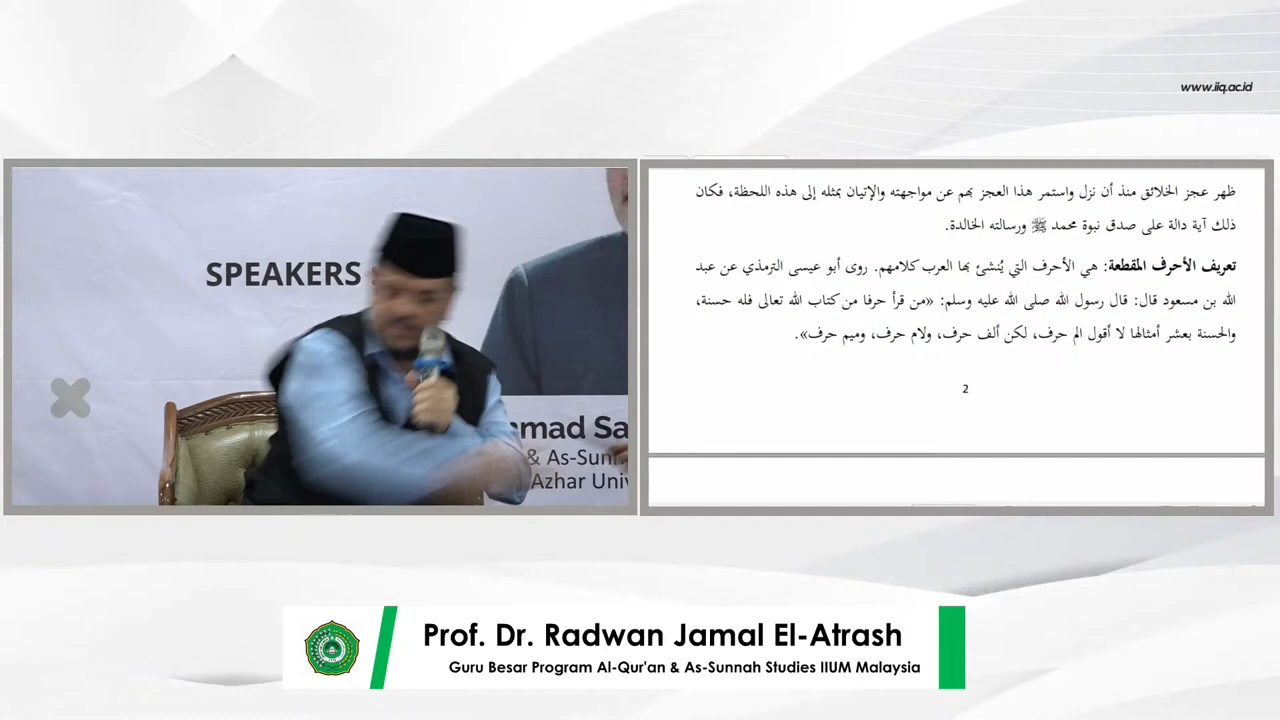 www.iiq.ac.id
SPEAKERS
mmad Sa
& As-Sunn
Azhar Univ
ظهر عجز الخلائق منذ أن نزل واستمر هذا العجز بهم عن مواجهته والإتيان بمثله إلى هذه اللحظة، فكان
ذلك آية دالة على صدق نبوة محمد ﷺ ورسالته الخالدة.
تعريف الأحرف المقطعة: هي الأحرف التي يُنشئ بها العرب كلامهم. روى أبو عيسى الترمذي عن عبد
الله بن مسعود قال: قال رسول الله صلى الله عليه وسلم: «من قرأ حرفا من كتاب الله تعالى فله حسنة،
والحسنة بعشر أمثالها لا أقول الم حرف، لكن ألف حرف، ولام حرف، وميم حرف».
2
Prof. Dr. Radwan Jamal El-Atrash
Guru Besar Program Al-Qur'an & As-Sunnah Studies IIUM Malaysia